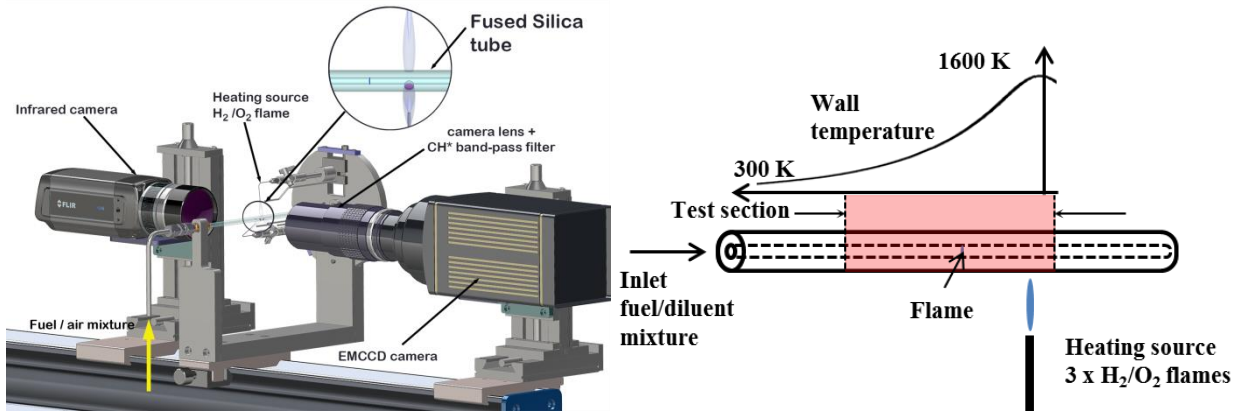 Fused Silica
tube
Heating source
H₂/O₂ flame
Infrared camera
camera lens +
CH* band-pass filter
FLIR
Fuel / air mixture
EMCCD camera
1600 K
Wall
temperature
300 K
Test section
Inlet
fuel/diluent
mixture
Flame
Heating source
3 x H₂/O₂ flames